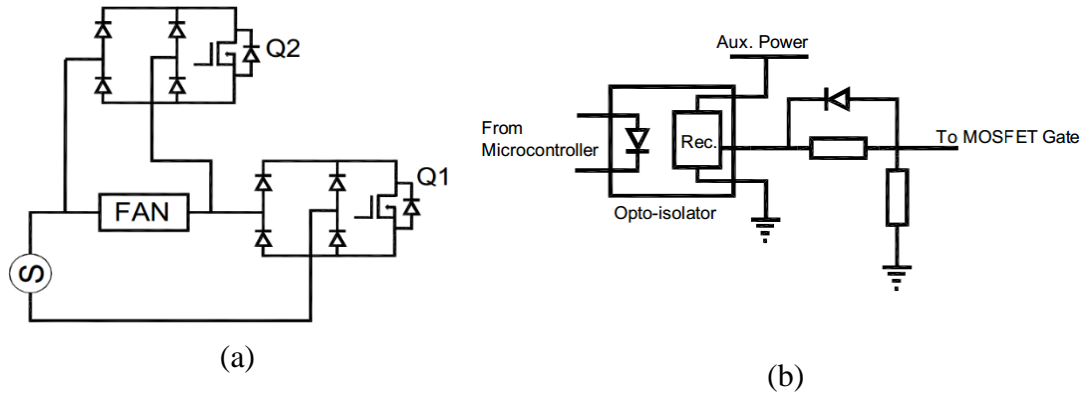 Q2
Q1
FAN
S
(a)
Aux. Power
From
Microcontroller
Rec.
To MOSFET Gate
Opto-isolator
(b)